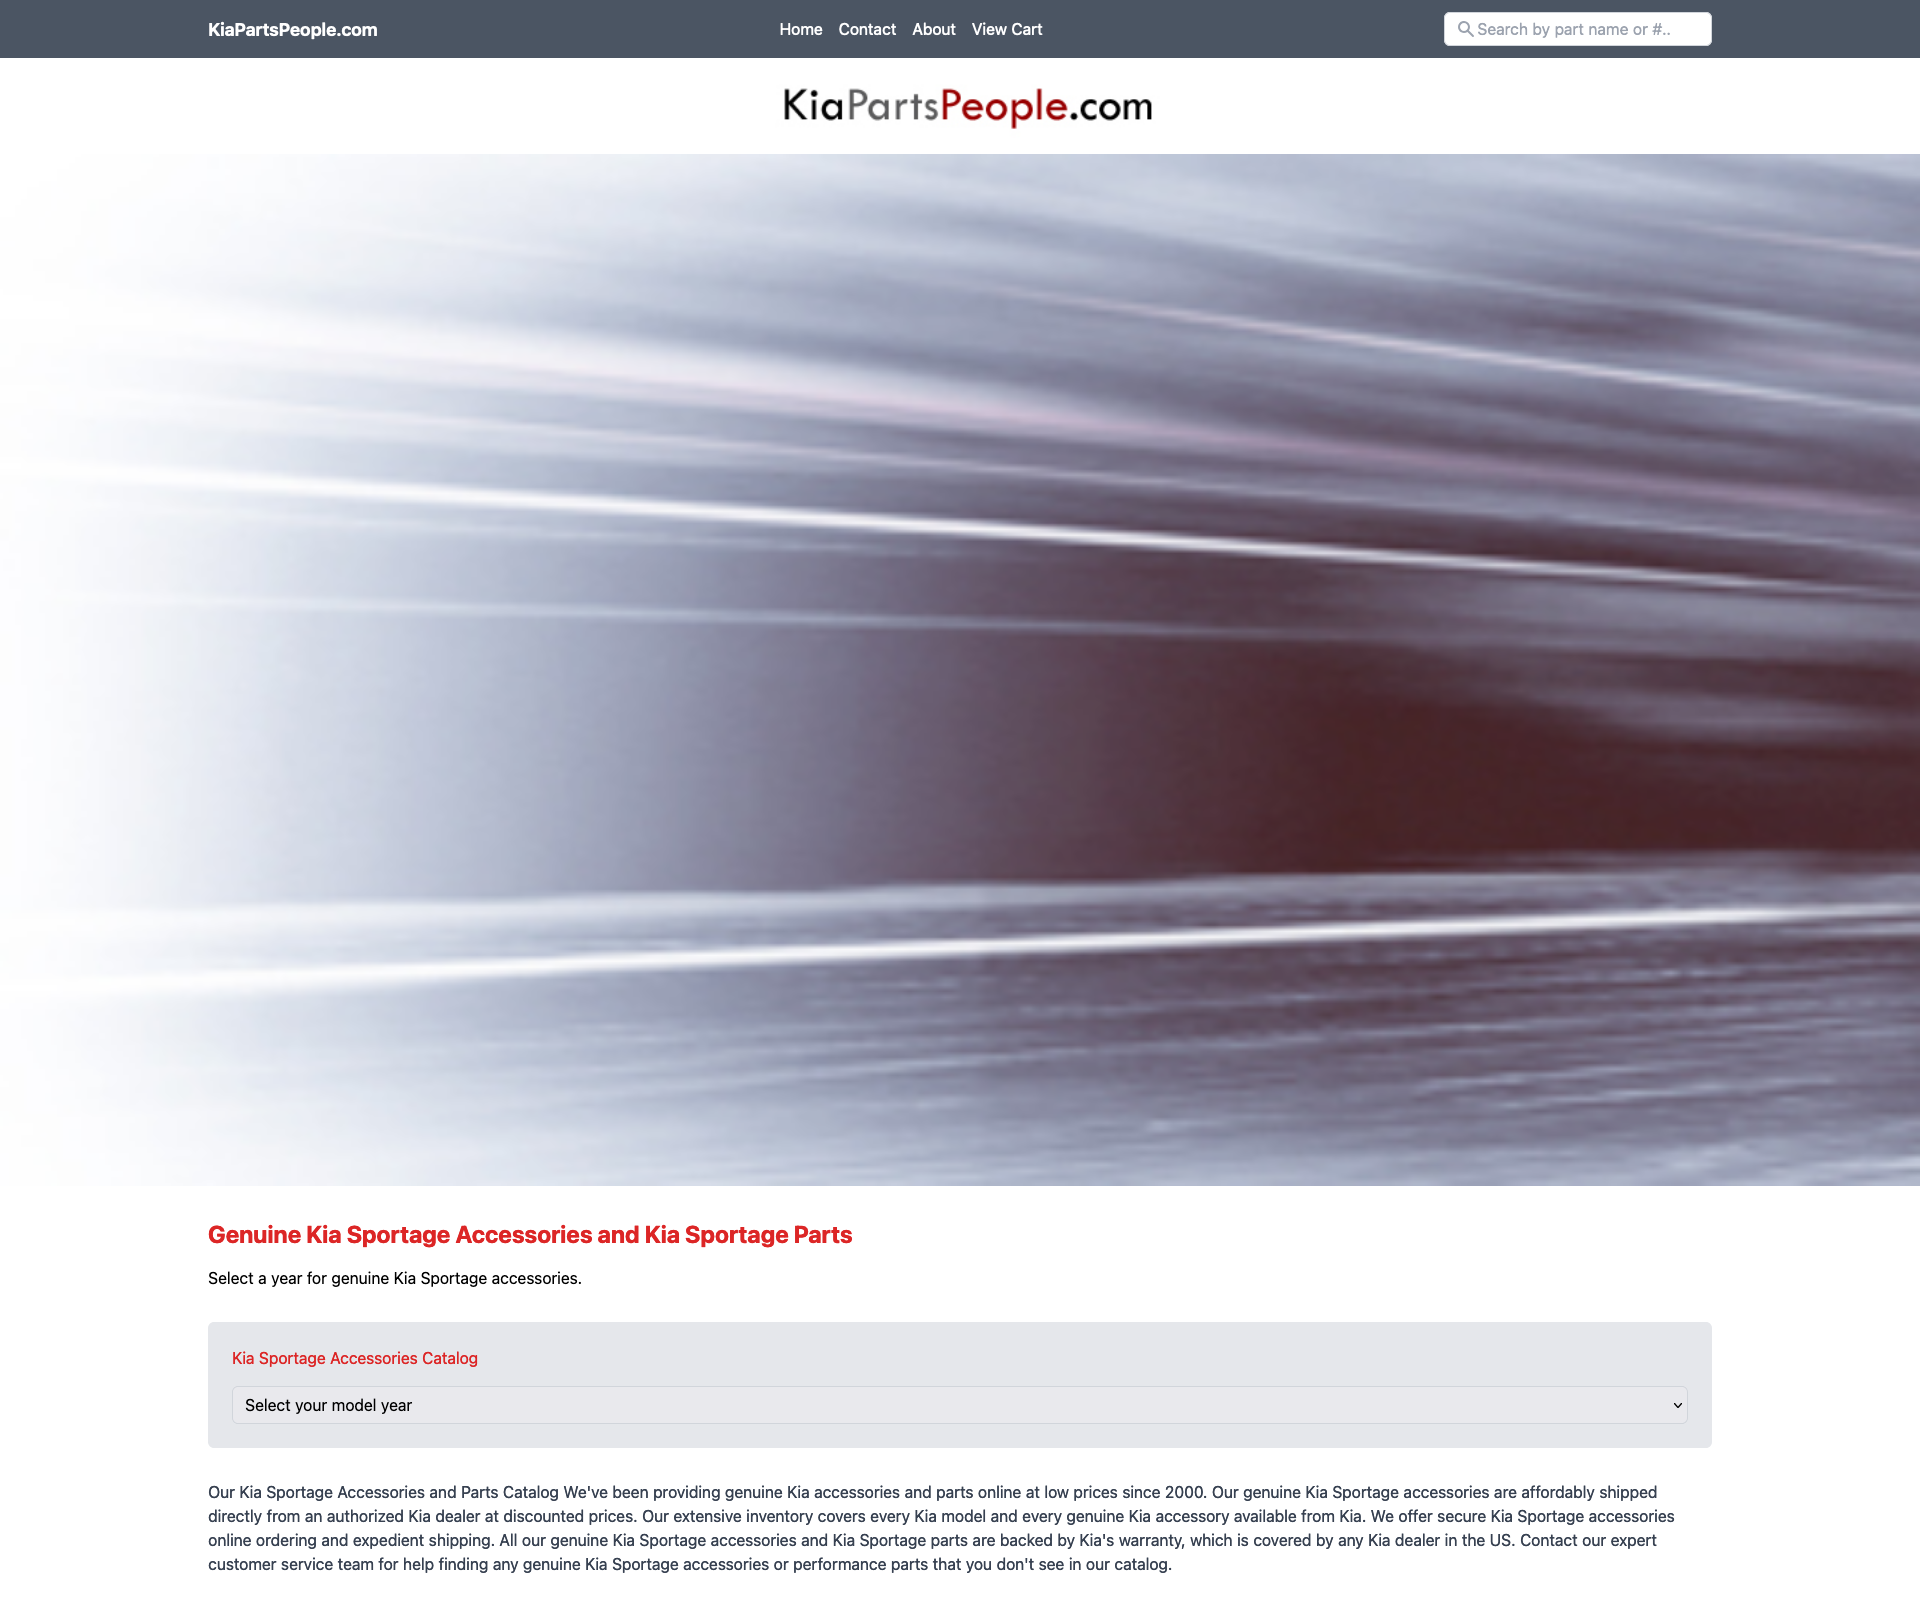 KiaPartsPeople.com
Home Contact About View Cart
Search by part name or #..
KiaPartsPeople.com
Genuine Kia Sportage Accessories and Kia Sportage Parts
Select a year for genuine Kia Sportage accessories.
Kia Sportage Accessories Catalog
Select your model year
Our Kia Sportage Accessories and Parts Catalog We've been providing genuine Kia accessories and parts online at low prices since 2000. Our genuine Kia Sportage accessories are affordably shipped
directly from an authorized Kia dealer at discounted prices. Our extensive inventory covers every Kia model and every genuine Kia accessory available from Kia. We offer secure Kia Sportage accessories
online ordering and expedient shipping. All our genuine Kia Sportage accessories and Kia Sportage parts are backed by Kia's warranty, which is covered by any Kia dealer in the US. Contact our expert
customer service team for help finding any genuine Kia Sportage accessories or performance parts that you don't see in our catalog.